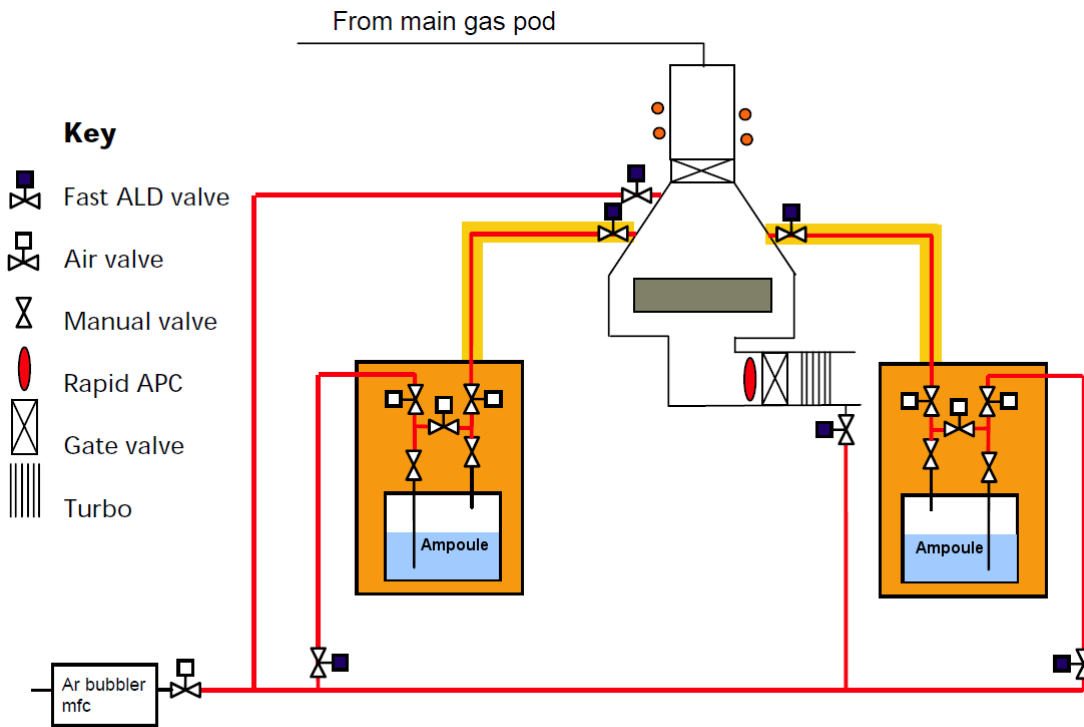 From main gas pod
Key
Fast ALD valve
Air valve
Manual valve
Rapid APC
Gate valve
Turbo
Ampoule
Ampoule
Ar bubbler
mfc